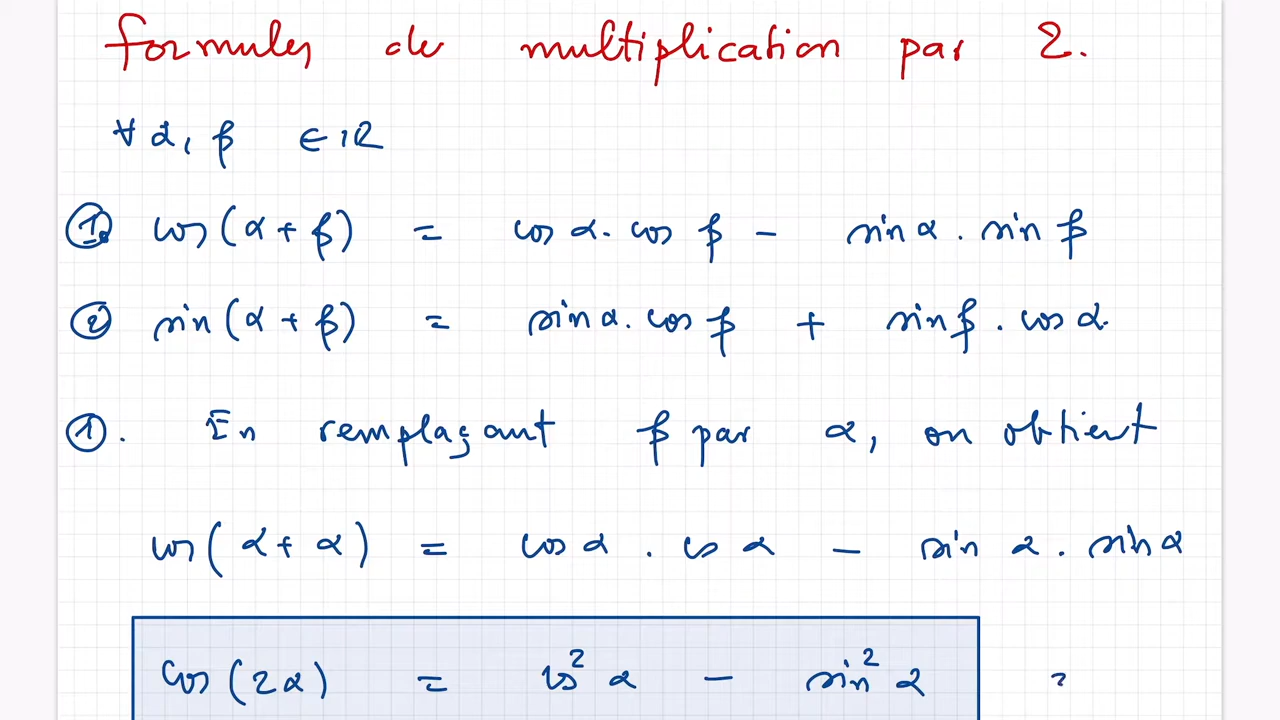 formules de multiplication par 2.
∀ α, β ∈ ℝ
①. cos(α + β) = cos α. cos β - sin α. sin β
② sin(α + β) = sin α. cos β + sin β. cos α.
①. En remplaçant β par α, on obtient
cos(α + α) = cos α. cos α - sin α. sin α
cos(2α) = cos² α - sin² α